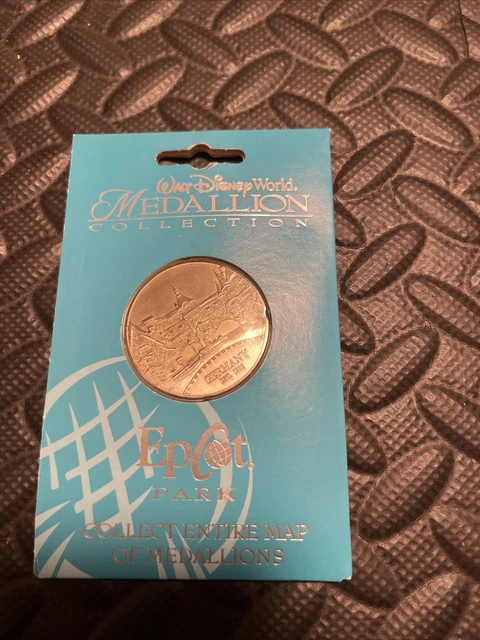 Walt Disney World.
MEDALLION
COLLECTION
GERMANY
Epcot.
PARK
COLLECT ENTIRE MAP
OF MEDALLIONS